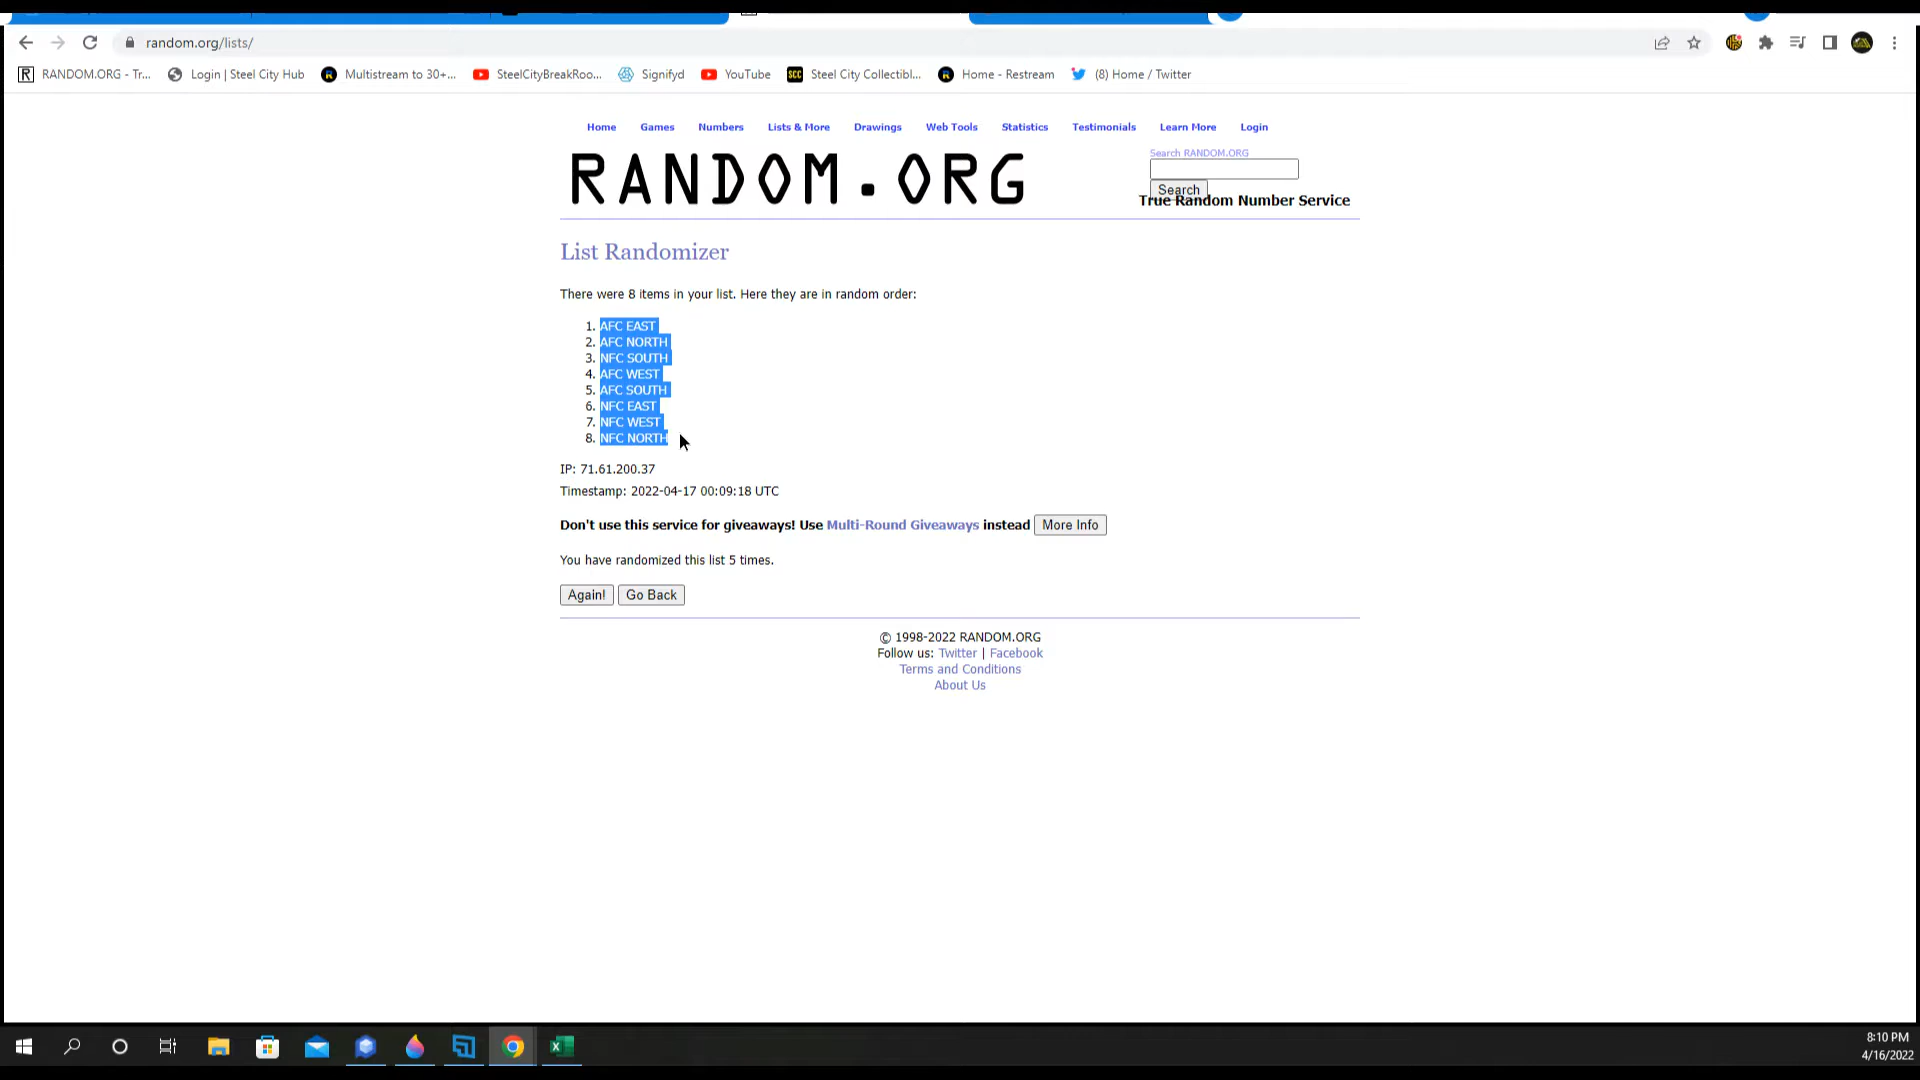 random.org/lists/
RANDOM.ORG - Tr... Login | Steel City Hub Multistream to 30+... SteelCityBreakRoo... Signifyd YouTube SCC Steel City Collectibl... Home - Restream (8) Home / Twitter
Home Games Numbers Lists & More Drawings Web Tools Statistics Testimonials Learn More Login
RANDOM.ORG
Search RANDOM.ORG
Search
True Random Number Service
List Randomizer
There were 8 items in your list. Here they are in random order:
1. AFC EAST
2. AFC NORTH
3. NFC SOUTH
4. AFC WEST
5. AFC SOUTH
6. NFC EAST
7. NFC WEST
8. NFC NORTH
IP: 71.61.200.37
Timestamp: 2022-04-17 00:09:18 UTC
Don't use this service for giveaways! Use Multi-Round Giveaways instead More Info
You have randomized this list 5 times.
Again! Go Back
© 1998-2022 RANDOM.ORG
Follow us: Twitter | Facebook
Terms and Conditions
About Us
8:10 PM
4/16/2022